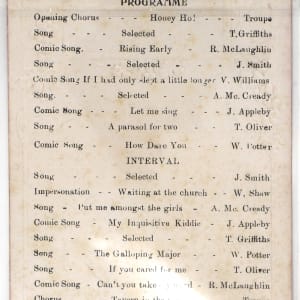 PROGRAMME
Opening Chorus - - Honey Ho! - - Troupe
Song - - Selected - - T. Griffiths
Comic Song. - Rising Early - R. McLaughlin
Song - - Selected - - J. Smith
Comic Song If I had only slept a little longer V. Williams
Song. - - Selected - - A. Mc. Cready
Comic Song - - Let me sing - - J. Appleby
Song - - A parasol for two - - T. Oliver
Comic Song - - How Dare You - - W. Potter
INTERVAL
Song - - Selected - - J. Smith
Impersonation - - Waiting at the church - - W, Shaw
Song - Put me amongst the girls - A. Mc Cready
Comic Song - My Inquisitive Kiddie - J. Appleby
Song - - Selected - - T. Griffiths
Song - - The Galloping Major - W. Potter
Song - - If you cared for me - - T. Oliver
Comic Song - Can't you take - R. McLaughlin
Chorus - Tavern in the